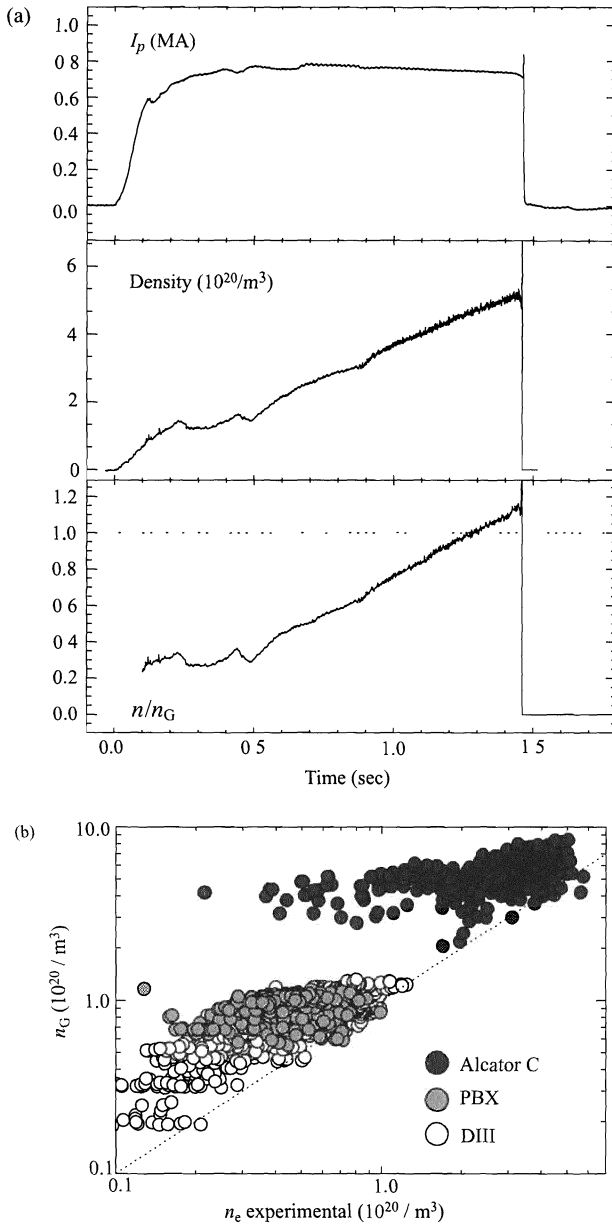 (a)
I_p (MA)
1.0
0.8
0.6
0.4
0.2
0.0
Density (10^20/m^3)
6
4
2
0
1.2
1.0
0.8
0 6
0.4
0.2
0.0
n/n_G
0.0 0 5 1.0 1 5
Time (sec)
(b)
10.0
1.0
0.1
n_G (10^20 / m^3)
Alcator C
PBX
DIII
0.1 1.0
n_e experimental (10^20 / m^3)